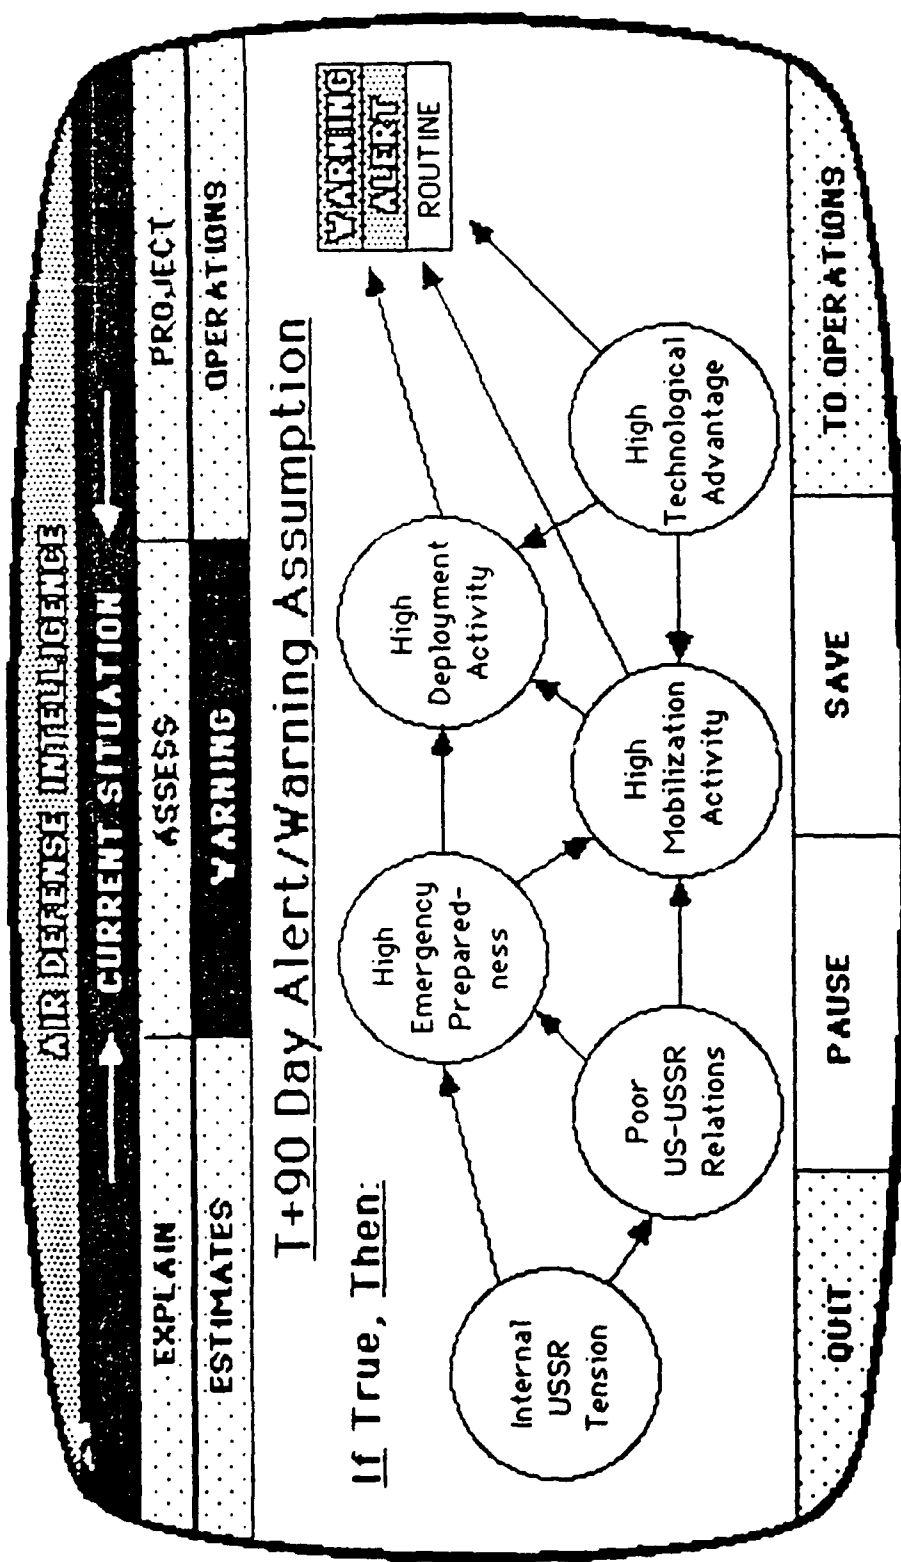 AIR DEFENSE INTELLIGENCE
CURRENT SITUATION
EXPLAIN
ASSESS
PROJECT
ESTIMATES
WARNING
OPERATIONS
T+90 Day Alert/Warning Assumption
If True, Then:
WARNING
ALERT
ROUTINE
High
Emergency
Prepared-
ness
High
Deployment
Activity
Internal
USSR
Tension
Poor
US-USSR
Relations
High
Mobilization
Activity
High
Technological
Advantage
QUIT
PAUSE
SAVE
TO OPERATIONS